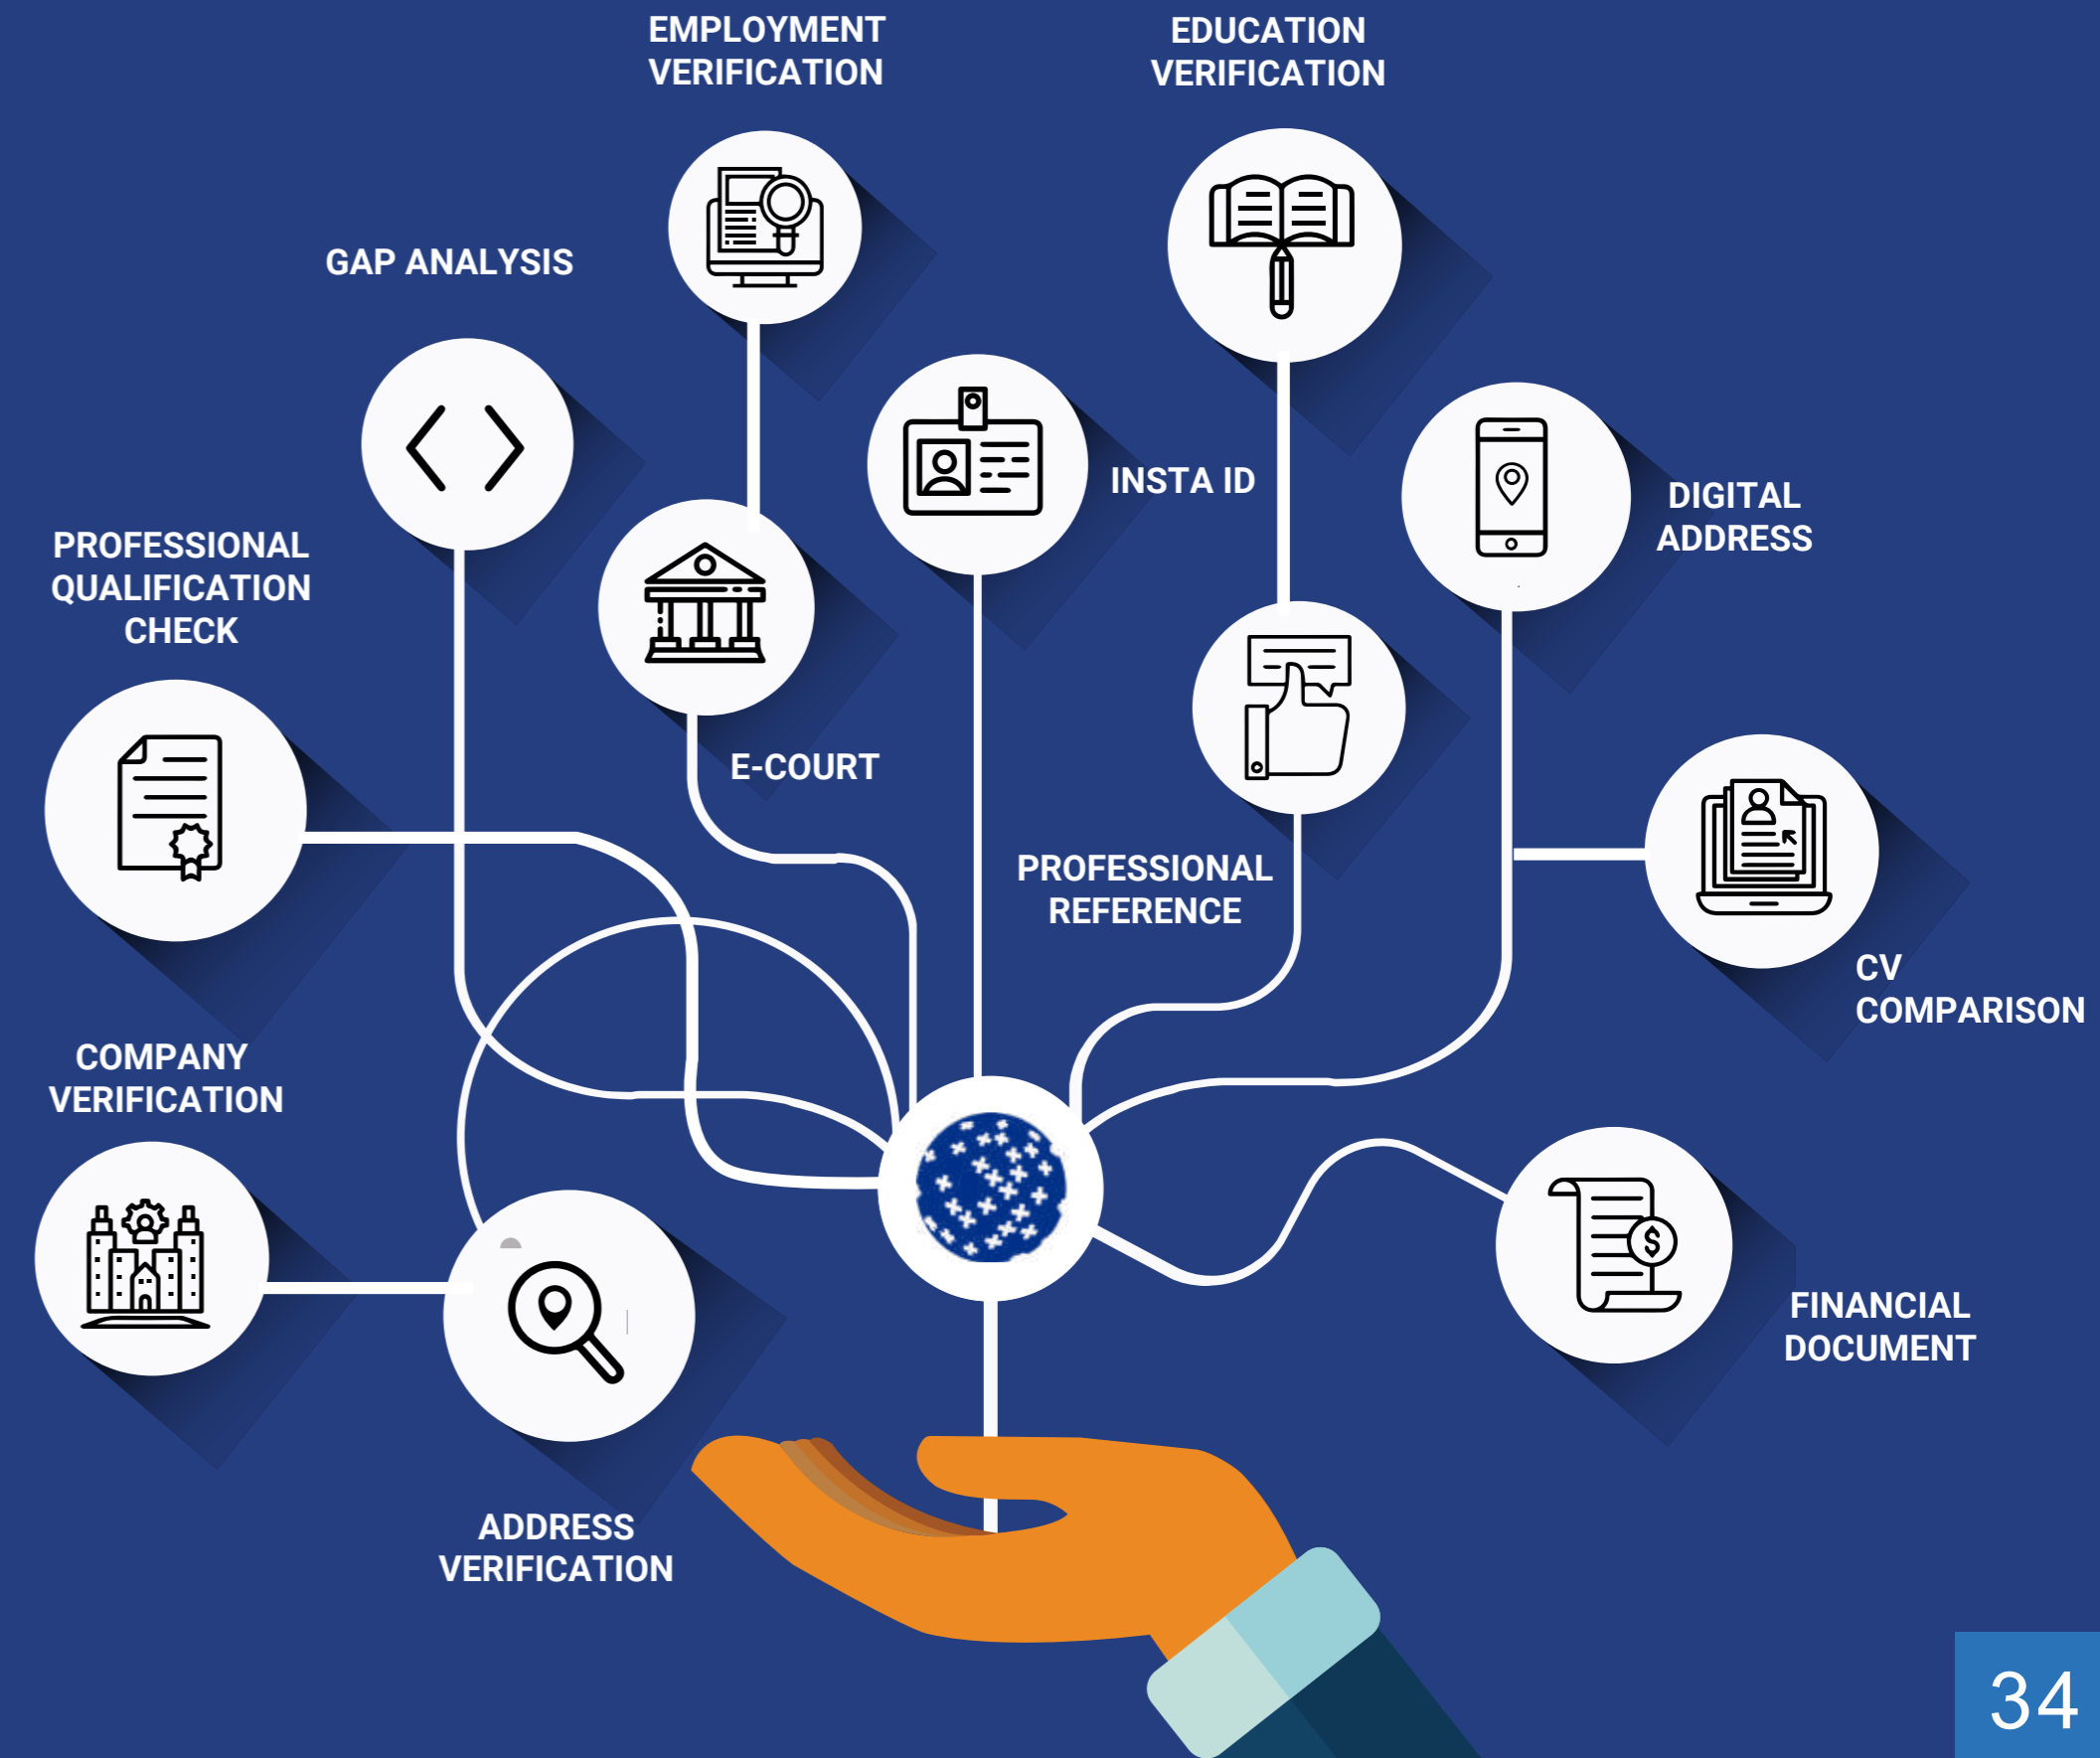 EMPLOYMENT
VERIFICATION
EDUCATION
VERIFICATION
GAP ANALYSIS
INSTA ID
DIGITAL
ADDRESS
PROFESSIONAL
QUALIFICATION
CHECK
E-COURT
PROFESSIONAL
REFERENCE
CV
COMPARISON
COMPANY
VERIFICATION
FINANCIAL
DOCUMENT
ADDRESS
VERIFICATION
34